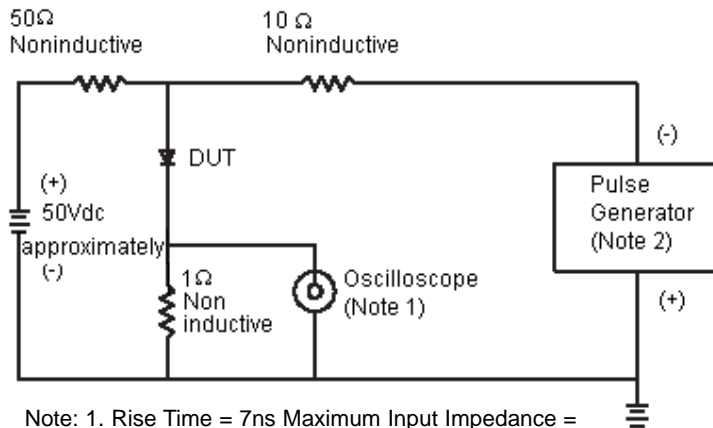 50Ω
Noninductive
10 Ω
Noninductive
DUT
(+)
50Vdc
approximately
(-)
1Ω
Non
inductive
Oscilloscope
(Note 1)
(-)
Pulse
Generator
(Note 2)
(+)
Note: 1. Rise Time = 7ns Maximum Input Impedance =